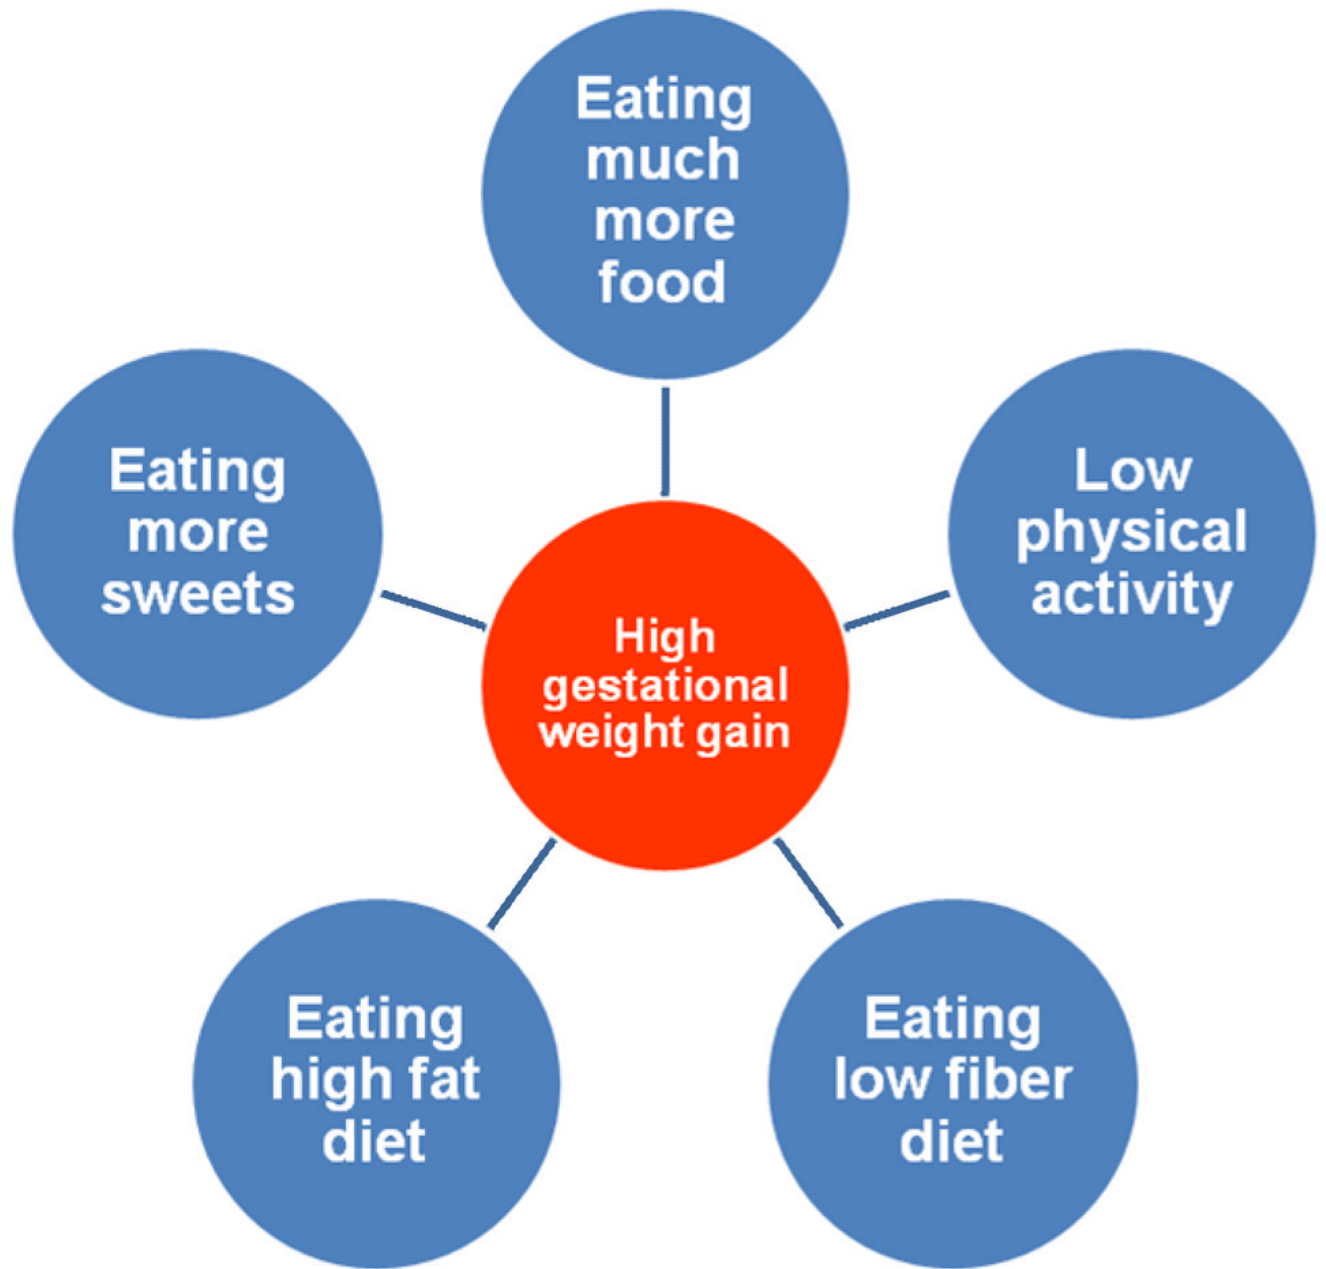 Eating
much
more
food
Eating
more
sweets
Low
physical
activity
High
gestational
weight gain
Eating
high fat
diet
Eating
low fiber
diet